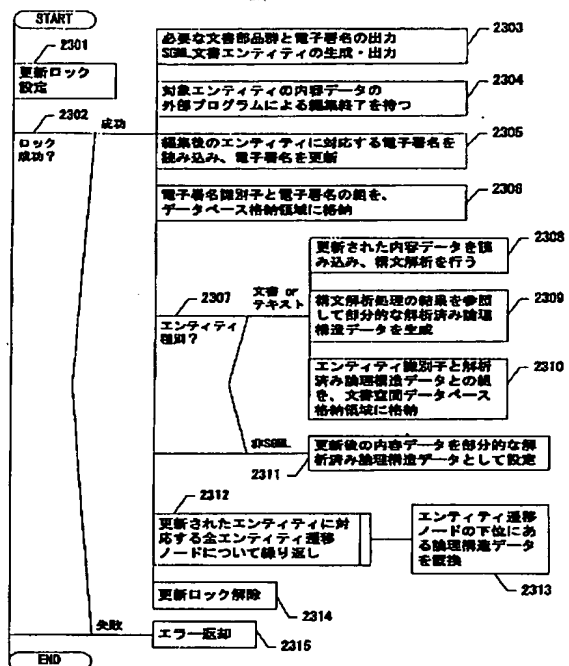 START
2301
更新ロック
設定
2302
ロック
成功?
成功
必要な文書部品群と電子署名の出力
SGML文書エンティティの生成・出力
2303
対象エンティティの内容データの
外部プログラムによる編集終了を待つ
2304
編集後のエンティティに対応する電子署名を
読み込み、電子署名を更新
2305
電子署名識別子と電子署名の組を、
データベース格納領域に格納
2306
2307
エンティティ
種別?
文書 or
テキスト
更新された内容データを読
み込み、構文解析を行う
2308
構文解析処理の結果を参照
して部分的な解析済み論理
構造データを生成
2309
エンティティ識別子と解析
済み論理構造データとの組
を、文書空間データベース
格納領域に格納
2310
非SGML
更新後の内容データを部分的な解
析済み論理構造データとして設定
2311
2312
更新されたエンティティに対
応する全エンティティ遷移
ノードについて繰り返し
エンティティ遷移
ノードの下位にあ
る論理構造データ
を置換
2313
更新ロック解除
2314
失敗
エラー返却
2315
END